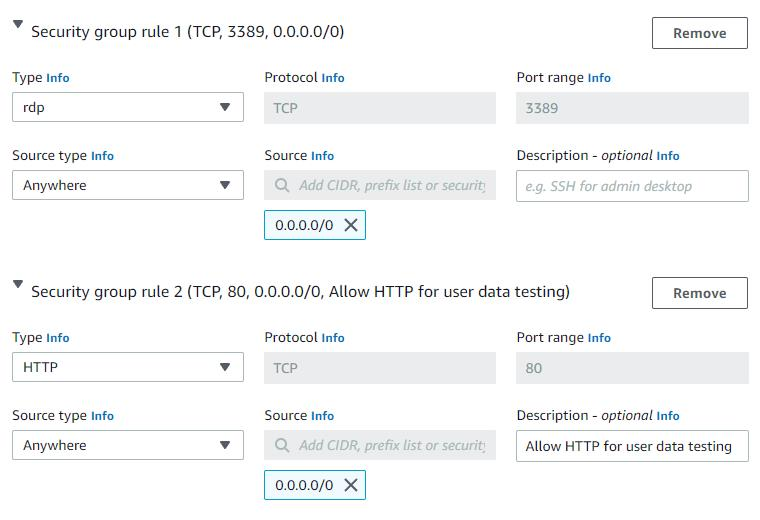 Security group rule 1 (TCP, 3389, 0.0.0.0/0)
Remove
Type Info
Protocol Info
Port range Info
rdp
TCP
3389
Source type Info
Source Info
Description - optional Info
Anywhere
Add CIDR, prefix list or security
e.g. SSH for admin desktop
0.0.0.0/0
Security group rule 2 (TCP, 80, 0.0.0.0/0, Allow HTTP for user data testing)
Remove
Type Info
Protocol Info
Port range Info
HTTP
TCP
80
Source type Info
Source Info
Description - optional Info
Anywhere
Add CIDR, prefix list or security
Allow HTTP for user data testing
0.0.0.0/0